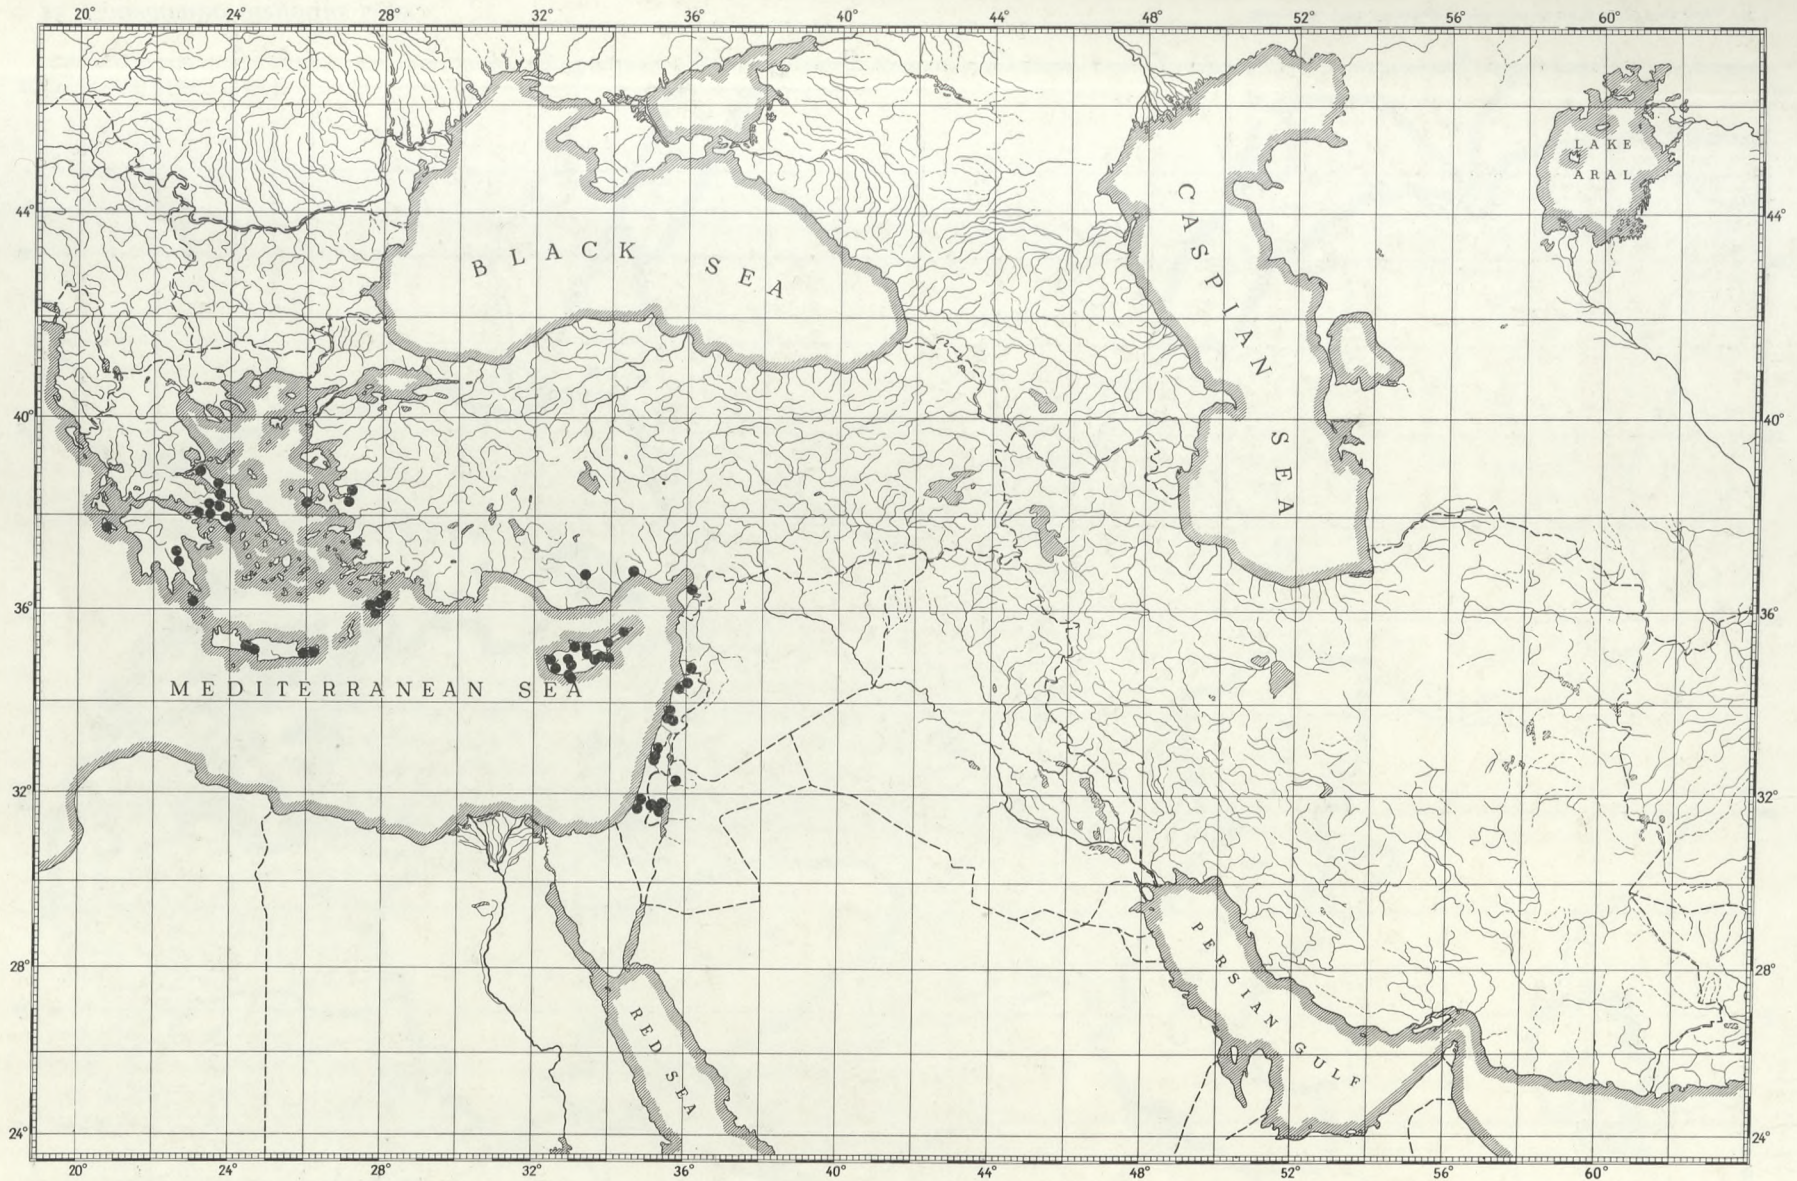 20° 24° 28° 32° 36° 40° 44° 48° 52° 56° 60°
LAKE
ARAL
44° 44°
CASPIAN SEA
BLACK SEA
40° 40°
36° 36°
MEDITERRANEAN SEA
32° 32°
PERSIAN GULF
28° 28°
RED SEA
24° 24°
20° 24° 28° 32° 36° 40° 44° 48° 52° 56° 60°